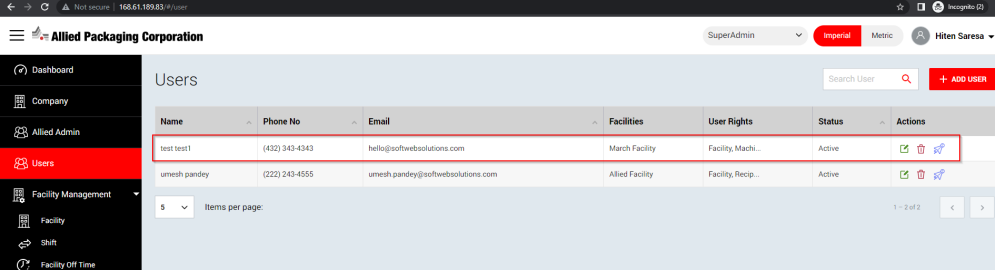 Not secure | 168.61.189.83/#/user
Incognito (2)
Allied Packaging Corporation
SuperAdmin
Imperial
Metric
Hiten Saresa
Dashboard
Company
Allied Admin
Users
Facility Management
Facility
Shift
Facility Off Time
Users
Search User
+ ADD USER
Name Phone No Email Facilities User Rights Status Actions
test test1 (432) 343-4343 hello@softwebsolutions.com March Facility Facility, Machi... Active
umesh pandey (222) 243-4555 umesh.pandey@softwebsolutions.com Allied Facility Facility, Recip... Active
5 Items per page: 1 – 2 of 2